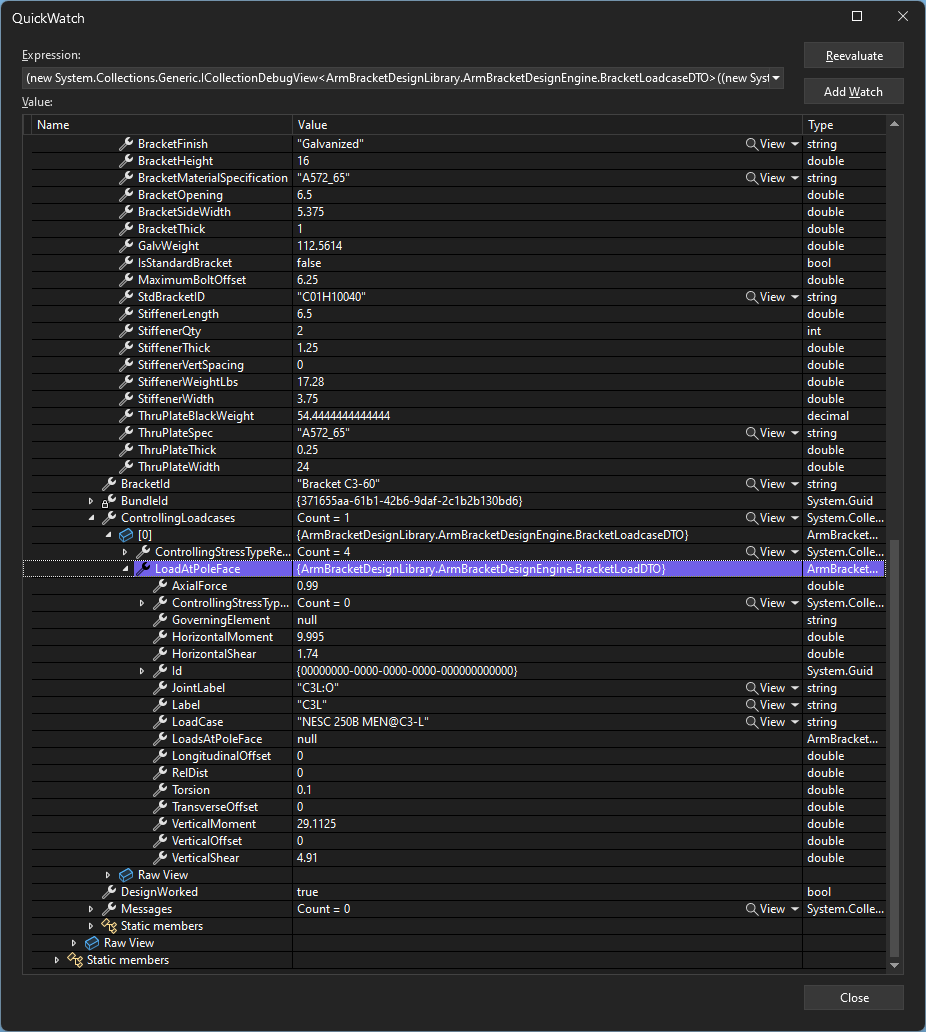 QuickWatch
Expression:
Reevaluate
(new System.Collections.Generic.ICollectionDebugView<ArmBracketDesignLibrary.ArmBracketDesignEngine.BracketLoadcaseDTO>((new Syst
Add Watch
Value:
Name Value Type
BracketFinish "Galvanized" View string
BracketHeight 16 double
BracketMaterialSpecification "A572_65" View string
BracketOpening 6.5 double
BracketSideWidth 5.375 double
BracketThick 1 double
GalvWeight 112.5614 double
IsStandardBracket false bool
MaximumBoltOffset 6.25 double
StdBracketID "C01H10040" View string
StiffenerLength 6.5 double
StiffenerQty 2 int
StiffenerThick 1.25 double
StiffenerVertSpacing 0 double
StiffenerWeightLbs 17.28 double
StiffenerWidth 3.75 double
ThruPlateBlackWeight 54.4444444444444 decimal
ThruPlateSpec "A572_65" View string
ThruPlateThick 0.25 double
ThruPlateWidth 24 double
BracketId "Bracket C3-60" View string
BundleId {371655aa-61b1-42b6-9daf-2c1b2b130bd6} System.Guid
ControllingLoadcases Count = 1 View System.Colle...
[0] {ArmBracketDesignLibrary.ArmBracketDesignEngine.BracketLoadcaseDTO} ArmBracket...
ControllingStressTypeRe... Count = 4 View System.Colle...
LoadAtPoleFace {ArmBracketDesignLibrary.ArmBracketDesignEngine.BracketLoadDTO} ArmBracket...
AxialForce 0.99 double
ControllingStressTyp... Count = 0 View System.Colle...
GoverningElement null string
HorizontalMoment 9.995 double
HorizontalShear 1.74 double
Id {00000000-0000-0000-0000-000000000000} System.Guid
JointLabel "C3L:O" View string
Label "C3L" View string
LoadCase "NESC 250B MEN@C3-L" View string
LoadsAtPoleFace null ArmBracket...
LongitudinalOffset 0 double
RelDist 0 double
Torsion 0.1 double
TransverseOffset 0 double
VerticalMoment 29.1125 double
VerticalOffset 0 double
VerticalShear 4.91 double
Raw View
DesignWorked true bool
Messages Count = 0 View System.Colle...
Static members
Raw View
Static members
Close